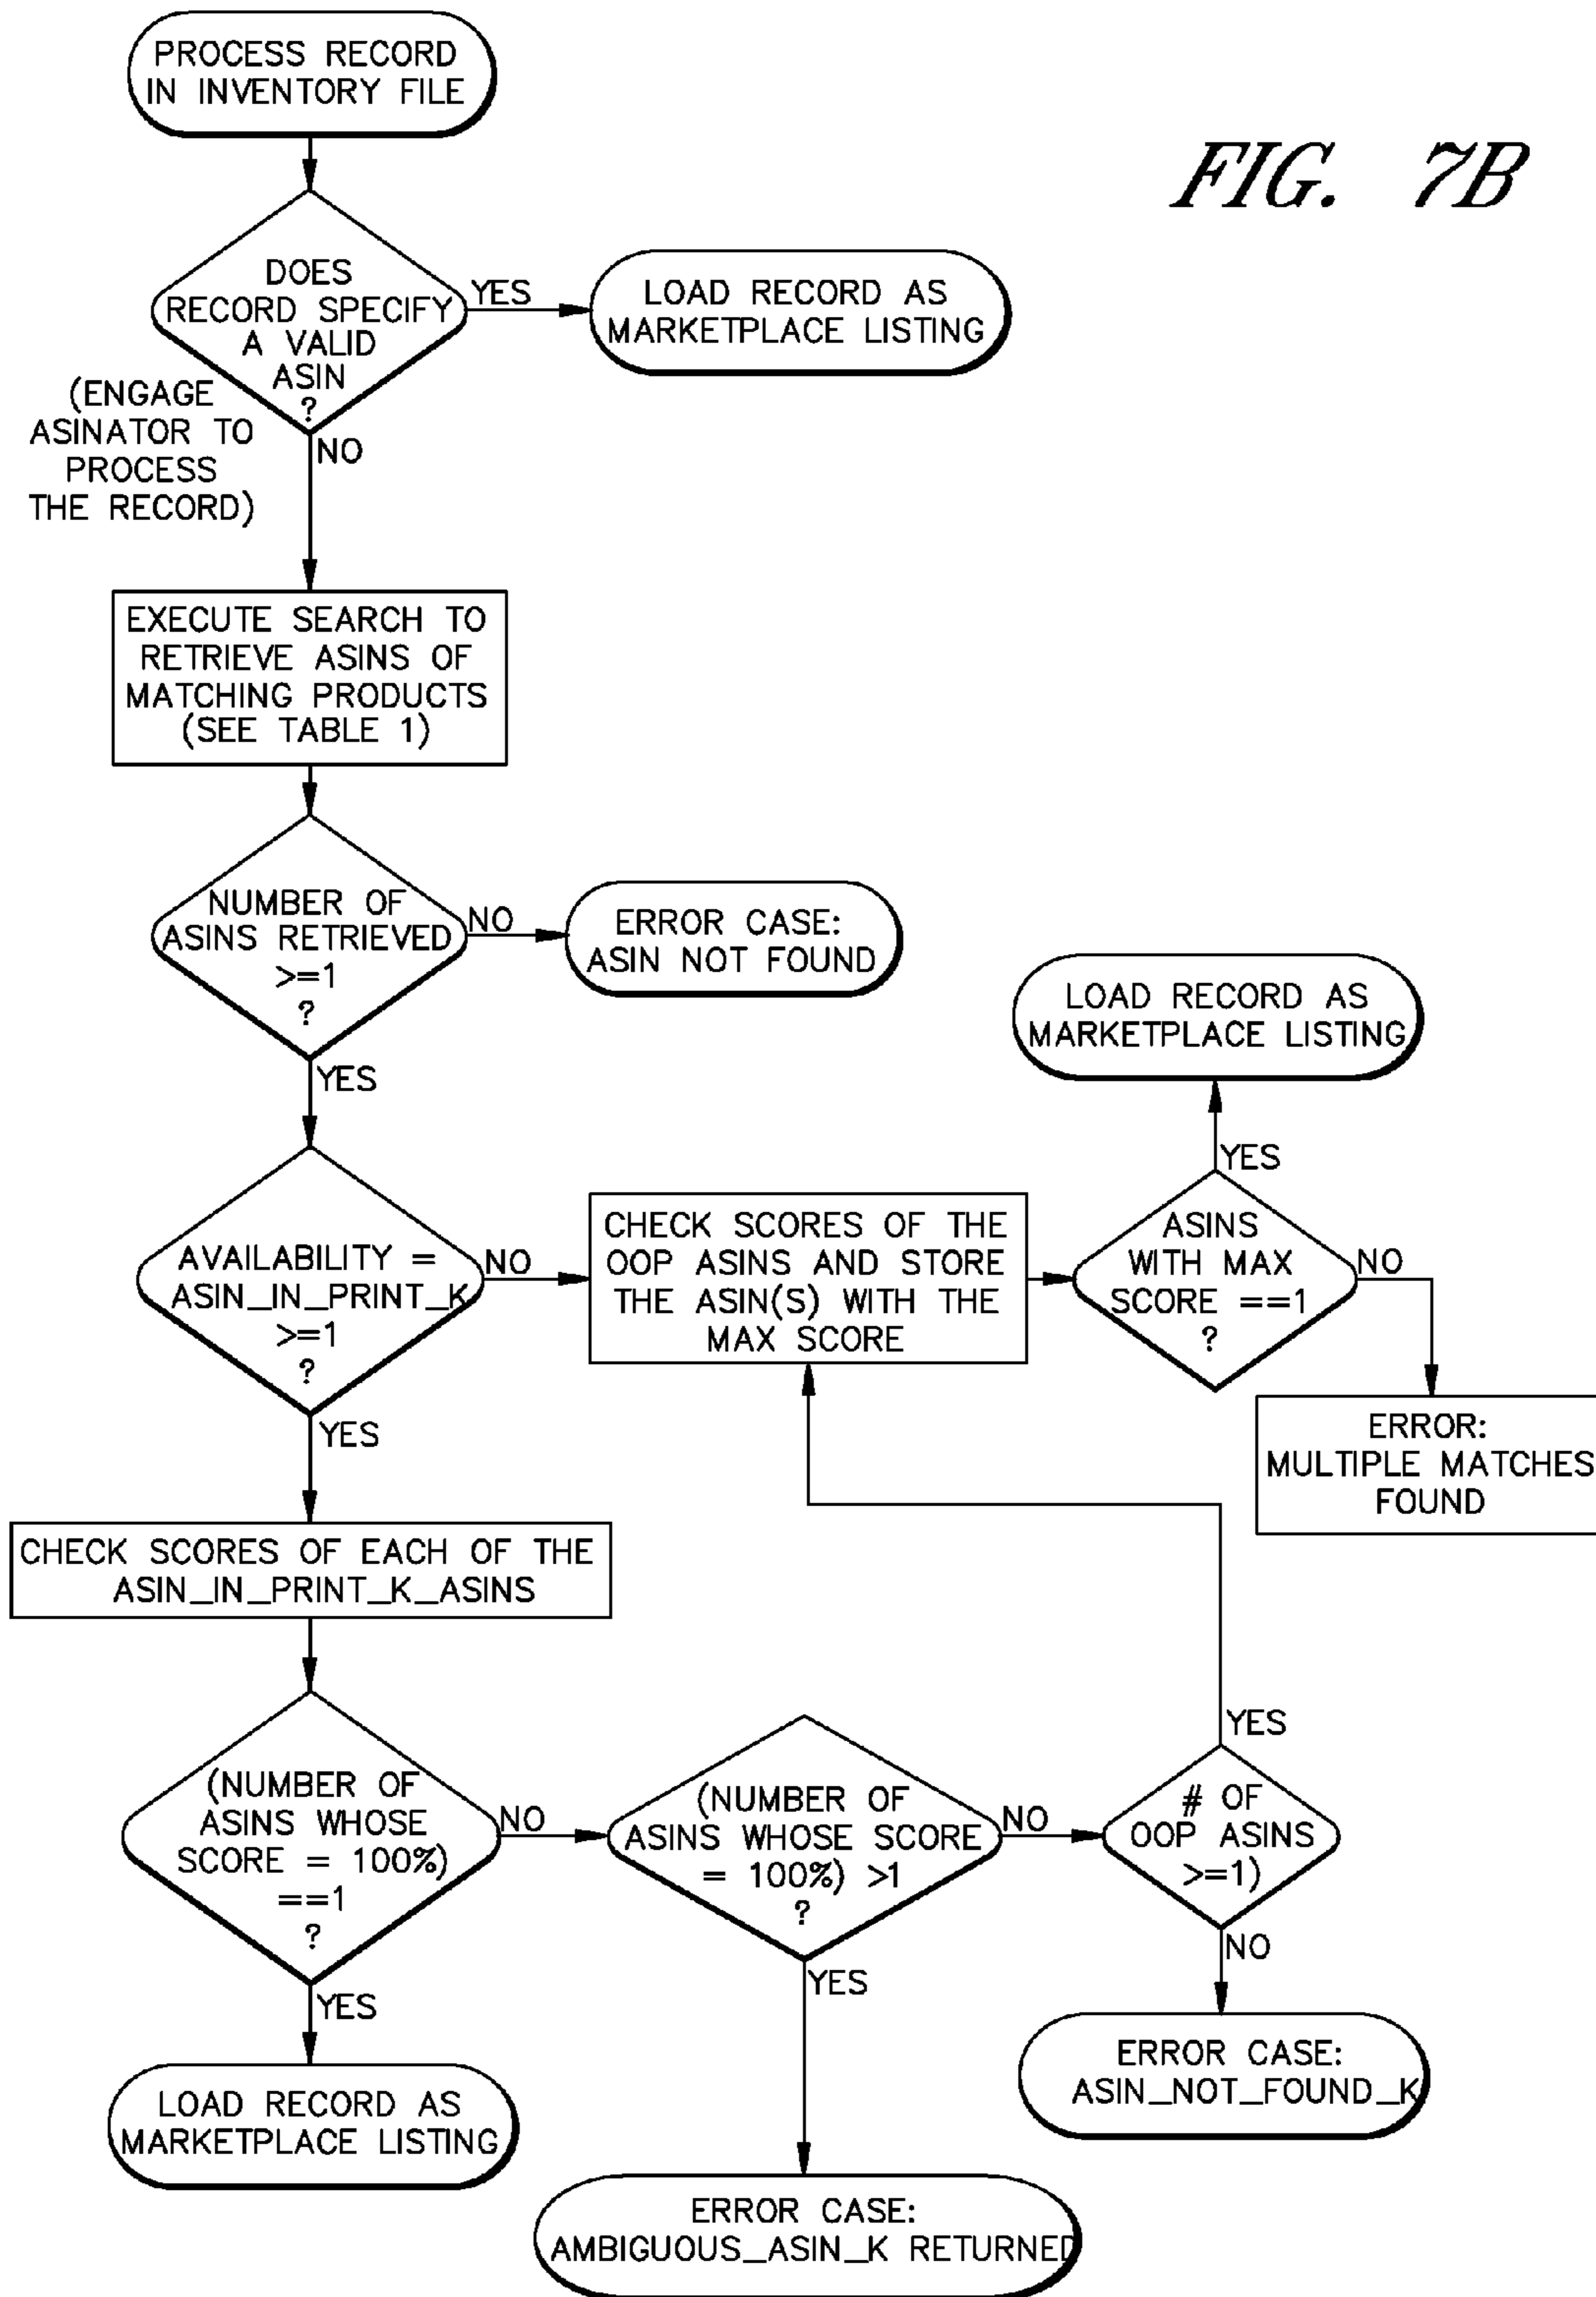 PROCESS RECORD
IN INVENTORY FILE
FIG. 7B
DOES
RECORD SPECIFY
A VALID
ASIN
?
YES
LOAD RECORD AS
MARKETPLACE LISTING
(ENGAGE
ASINATOR TO
PROCESS
THE RECORD)
NO
EXECUTE SEARCH TO
RETRIEVE ASINS OF
MATCHING PRODUCTS
(SEE TABLE 1)
NUMBER OF
ASINS RETRIEVED
>=1
?
NO
ERROR CASE:
ASIN NOT FOUND
YES
LOAD RECORD AS
MARKETPLACE LISTING
YES
AVAILABILITY =
ASIN_IN_PRINT_K
>=1
?
NO
CHECK SCORES OF THE
OOP ASINS AND STORE
THE ASIN(S) WITH THE
MAX SCORE
ASINS
WITH MAX
SCORE ==1
?
NO
ERROR:
MULTIPLE MATCHES
FOUND
YES
CHECK SCORES OF EACH OF THE
ASIN_IN_PRINT_K_ASINS
(NUMBER OF
ASINS WHOSE
SCORE = 100%)
==1
?
NO
(NUMBER OF
ASINS WHOSE SCORE
= 100%) >1
?
NO
YES
# OF
OOP ASINS
>=1)
NO
YES
LOAD RECORD AS
MARKETPLACE LISTING
YES
ERROR CASE:
AMBIGUOUS_ASIN_K RETURNED
ERROR CASE:
ASIN_NOT_FOUND_K